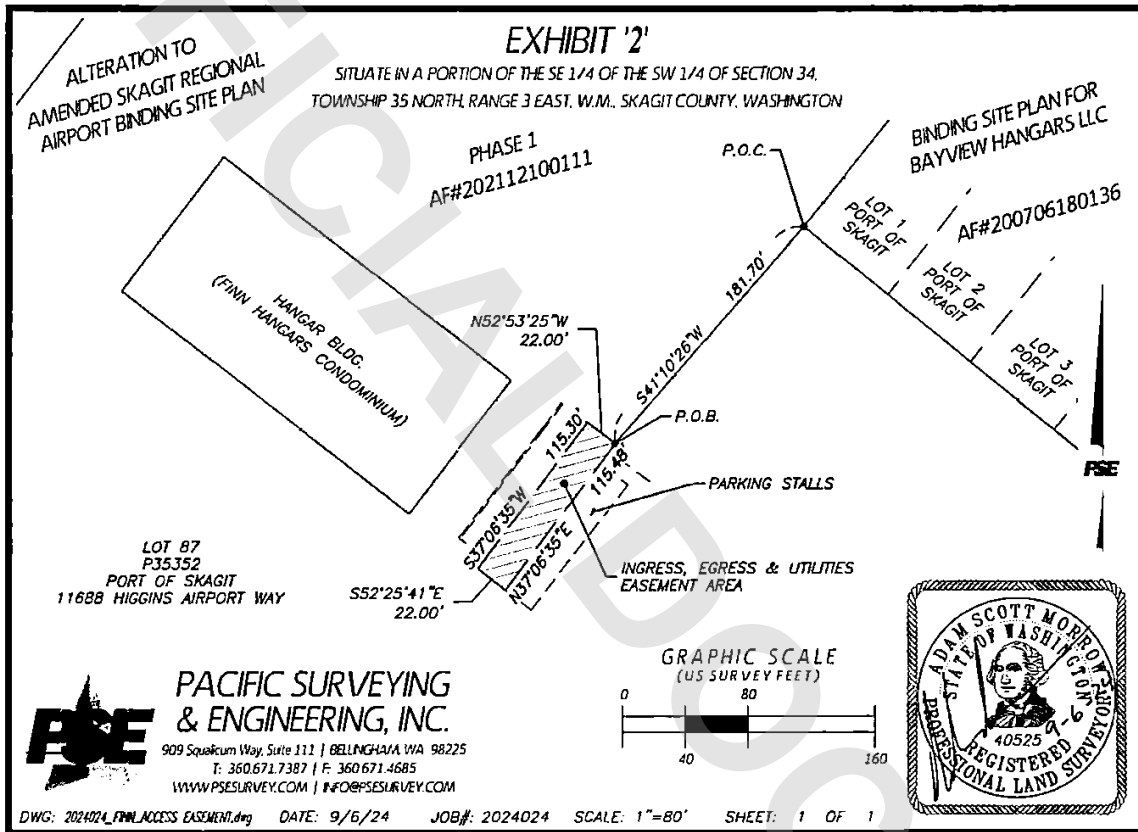 ALTERATION TO
AMENDED SKAGIT REGIONAL
AIRPORT BINDING SITE PLAN
EXHIBIT '2'
SITUATE IN A PORTION OF THE SE 1/4 OF THE SW 1/4 OF SECTION 34,
TOWNSHIP 35 NORTH, RANGE 3 EAST, W.M., SKAGIT COUNTY, WASHINGTON
PHASE 1
AF#202112100111
P.O.C.
BINDING SITE PLAN FOR
BAYVIEW HANGARS LLC
AF#200706180136
LOT 1
PORT OF
SKAGIT
LOT 2
PORT OF
SKAGIT
LOT 3
PORT OF
SKAGIT
HANGAR BLDG.
(FINN HANGARS CONDOMINIUM)
N52°53'25"W
22.00'
181.70'
S41°10'26"W
P.O.B.
115.30'
S37°06'35"W
115.48'
N37°06'35"E
PARKING STALLS
INGRESS, EGRESS & UTILITIES
EASEMENT AREA
S52°25'41"E
22.00'
LOT 87
P35352
PORT OF SKAGIT
11688 HIGGINS AIRPORT WAY
PSE
PSE
PACIFIC SURVEYING
& ENGINEERING, INC.
909 Squalicum Way, Suite 111 | BELLINGHAM, WA 98225
T: 360.671.7387 | F: 360.671.4685
WWW.PSESURVEY.COM | INFO@PSESURVEY.COM
GRAPHIC SCALE
(US SURVEY FEET)
0 80
40 160
ADAM SCOTT MORROW
STATE OF WASHINGTON
40525
REGISTERED
PROFESSIONAL LAND SURVEYOR
9-6
DWG: 2024024_FINN_ACCESS EASEMENT.dwg DATE: 9/6/24 JOB#: 2024024 SCALE: 1"=80' SHEET: 1 OF 1